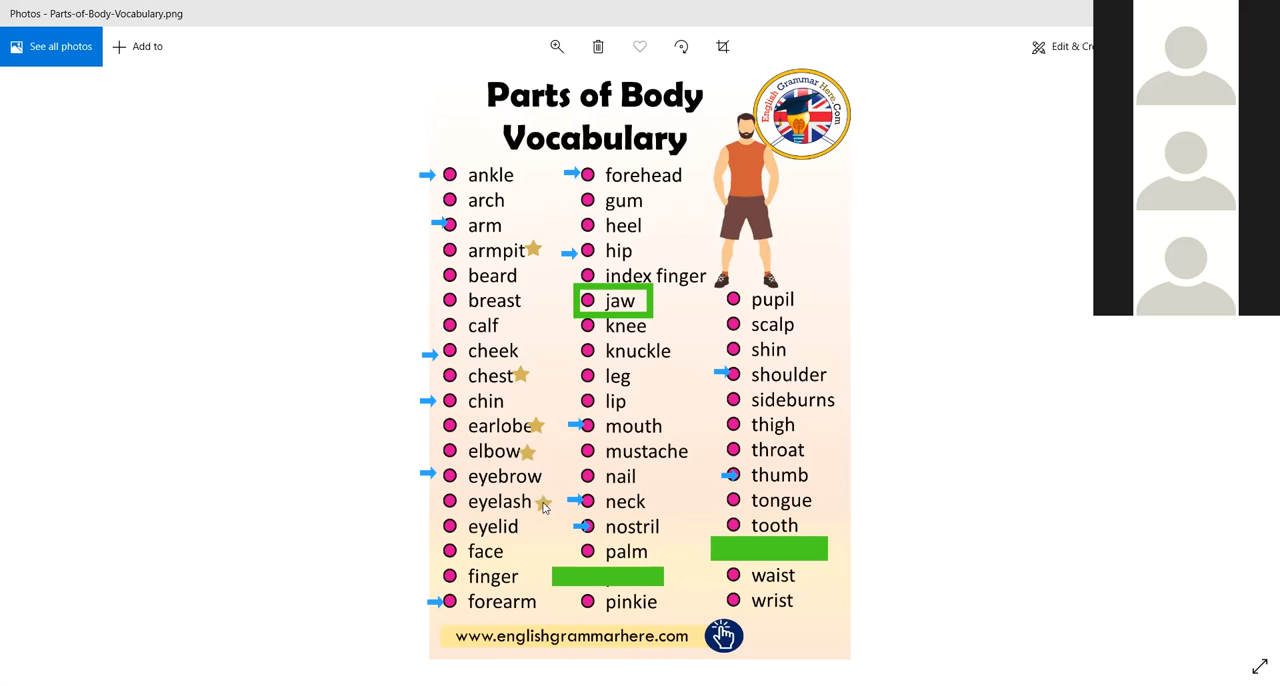 Photos - Parts-of-Body-Vocabulary.png
See all photos
Add to
Edit & Cr
Parts of Body
Vocabulary
English Grammar Here.Com
ankle
arch
arm
armpit
beard
breast
calf
cheek
chest
chin
earlobe
elbow
eyebrow
eyelash
eyelid
face
finger
forearm
forehead
gum
heel
hip
index finger
jaw
knee
knuckle
leg
lip
mouth
mustache
nail
neck
nostril
palm
pinkie
pupil
scalp
shin
shoulder
sideburns
thigh
throat
thumb
tongue
tooth
waist
wrist
www.englishgrammarhere.com